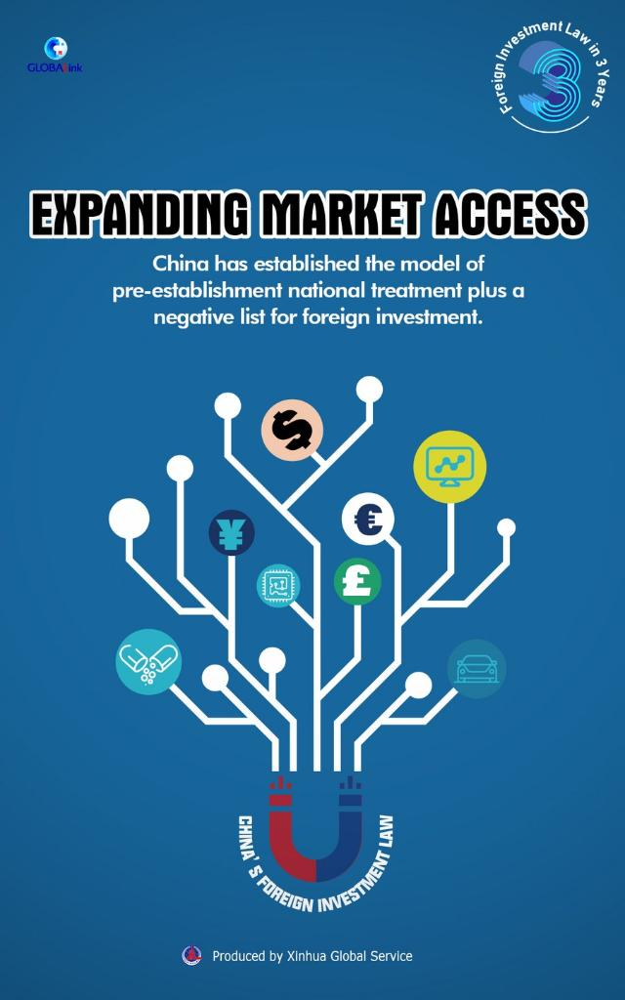 GLOBALink
Foreign Investment Law in 3 Years
3
EXPANDING MARKET ACCESS
China has established the model of
pre-establishment national treatment plus a
negative list for foreign investment.
$
¥
€
£
CHINA'S FOREIGN INVESTMENT LAW
Produced by Xinhua Global Service